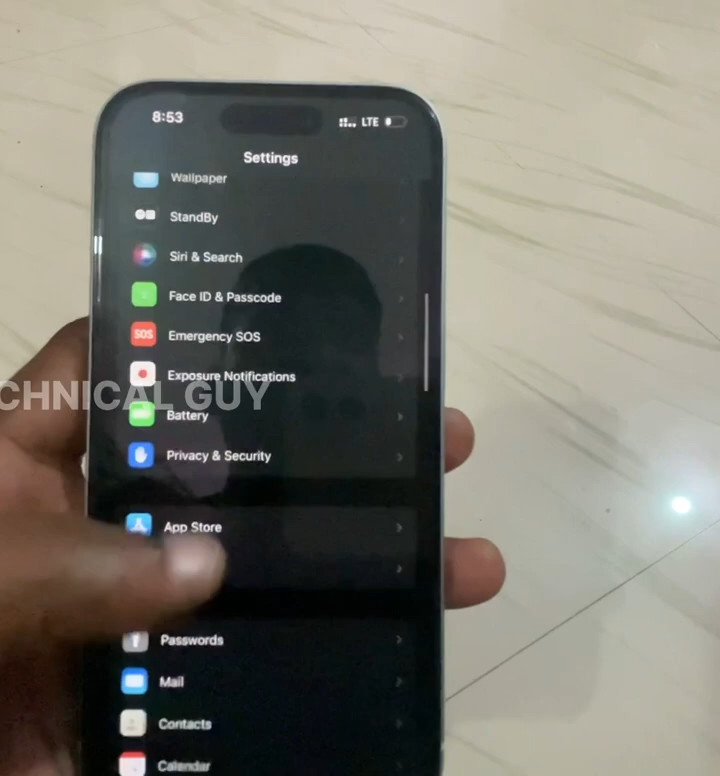 8:53 LTE
Settings
Wallpaper
StandBy
Siri & Search
Face ID & Passcode
SOS Emergency SOS
Exposure Notifications
CHNICAL GUY
Battery
Privacy & Security
App Store
Passwords
Mail
Contacts
Calendar